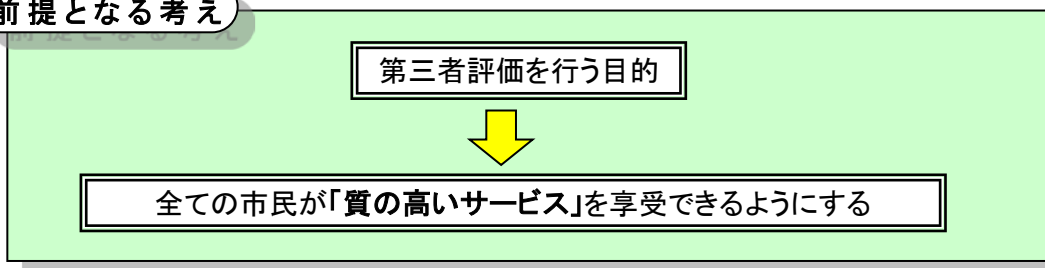 前提となる考え
第三者評価を行う目的
全ての市民が「質の高いサービス」を享受できるようにする